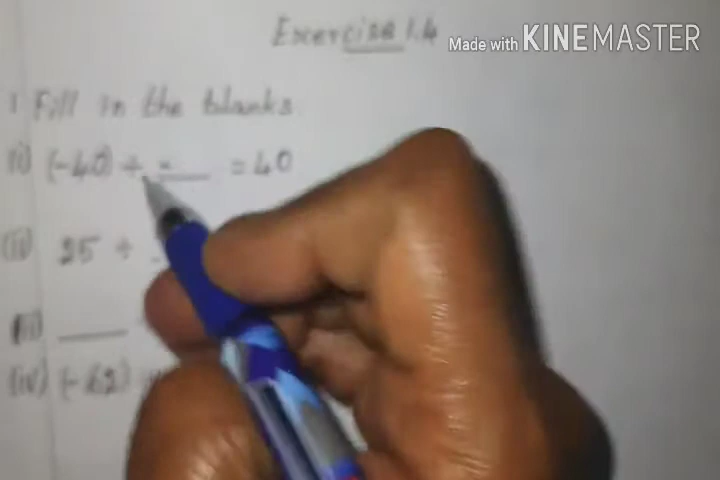 Exercise 1.4
Made with KINEMASTER
1 Fill in the blanks.
(i) (-40) ÷ - ___ = 40
(ii) 25 ÷
(iii) ____
(iv) (-62)